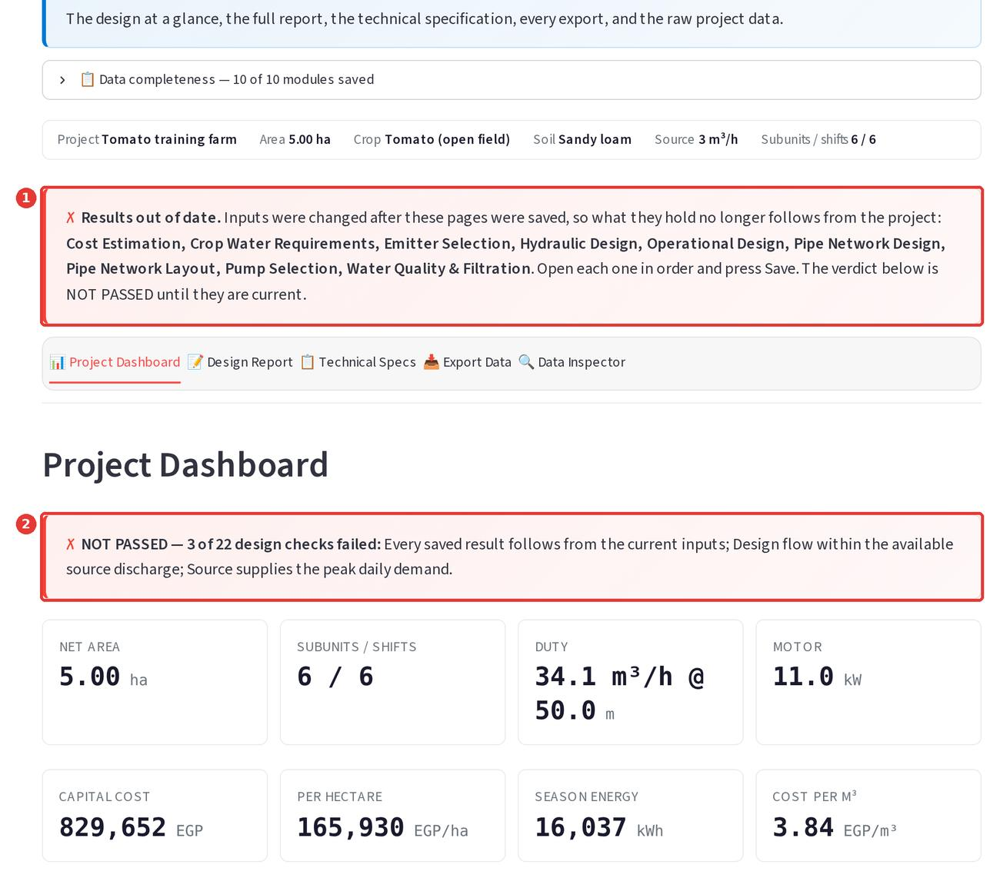 The design at a glance, the full report, the technical specification, every export, and the raw project data.
› 📋 Data completeness — 10 of 10 modules saved
Project Tomato training farm Area 5.00 ha Crop Tomato (open field) Soil Sandy loam Source 3 m³/h Subunits / shifts 6 / 6
1
✗ Results out of date. Inputs were changed after these pages were saved, so what they hold no longer follows from the project:
Cost Estimation, Crop Water Requirements, Emitter Selection, Hydraulic Design, Operational Design, Pipe Network Design,
Pipe Network Layout, Pump Selection, Water Quality & Filtration. Open each one in order and press Save. The verdict below is
NOT PASSED until they are current.
📊 Project Dashboard 📝 Design Report 📋 Technical Specs 📥 Export Data 🔍 Data Inspector
Project Dashboard
2
✗ NOT PASSED — 3 of 22 design checks failed: Every saved result follows from the current inputs; Design flow within the available
source discharge; Source supplies the peak daily demand.
NET AREA
5.00 ha
SUBUNITS / SHIFTS
6 / 6
DUTY
34.1 m³/h @
50.0 m
MOTOR
11.0 kW
CAPITAL COST
829,652 EGP
PER HECTARE
165,930 EGP/ha
SEASON ENERGY
16,037 kWh
COST PER M³
3.84 EGP/m³